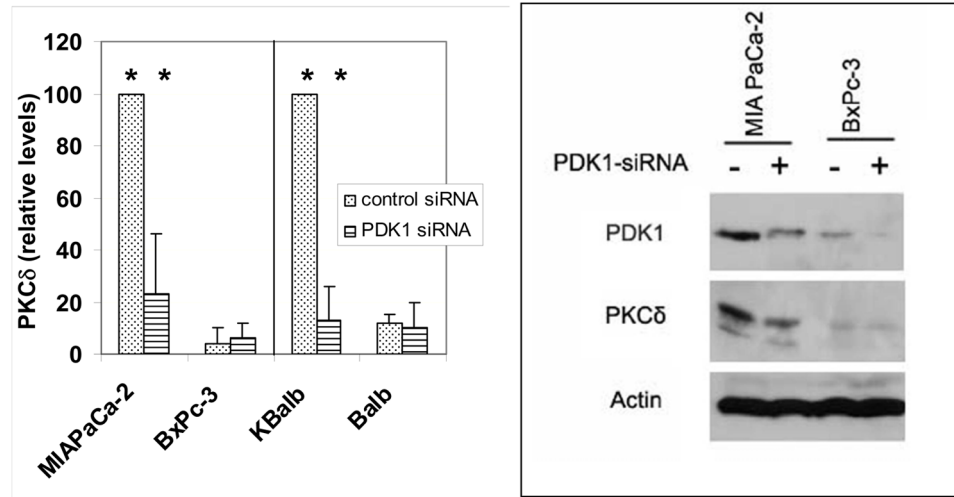 PKCδ (relative levels)
120
100
80
60
40
20
0
* *
* *
control siRNA
PDK1 siRNA
MIAPaCa-2
BxPc-3
KBalb
Balb
MIA PaCa-2
BxPc-3
PDK1-siRNA - + - +
PDK1
PKCδ
Actin